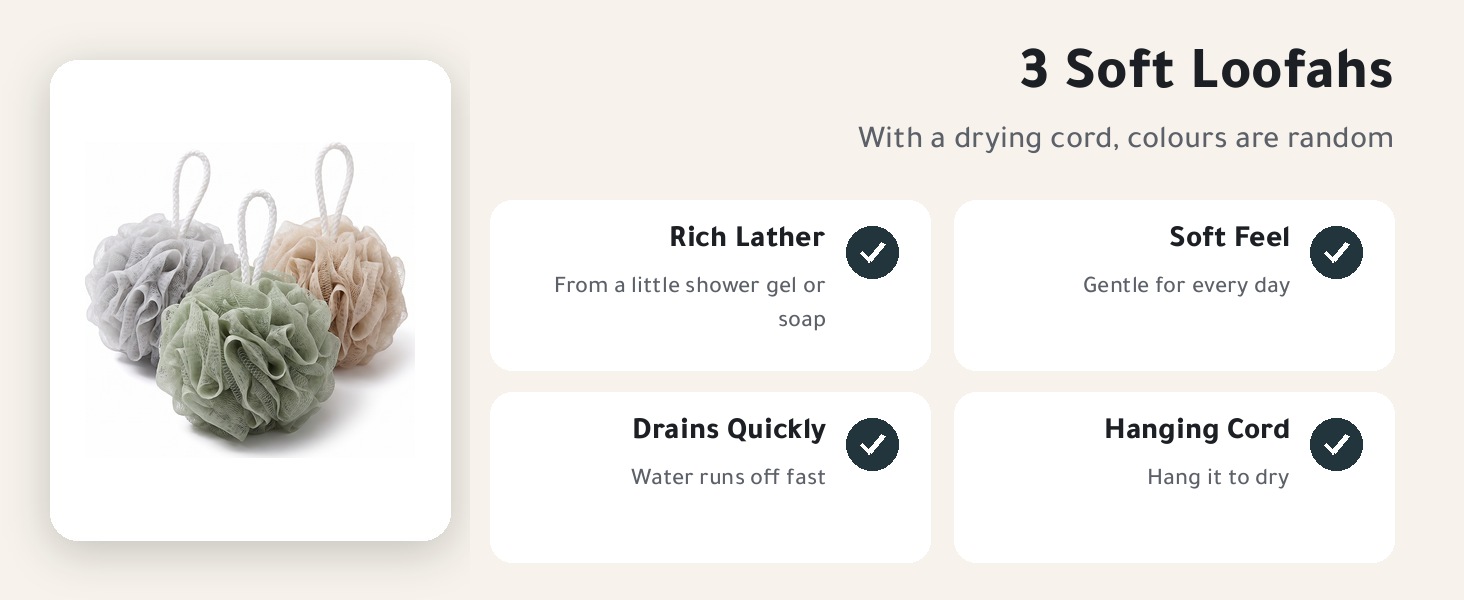 3 Soft Loofahs
With a drying cord, colours are random
Rich Lather
From a little shower gel or
soap
Soft Feel
Gentle for every day
Drains Quickly
Water runs off fast
Hanging Cord
Hang it to dry